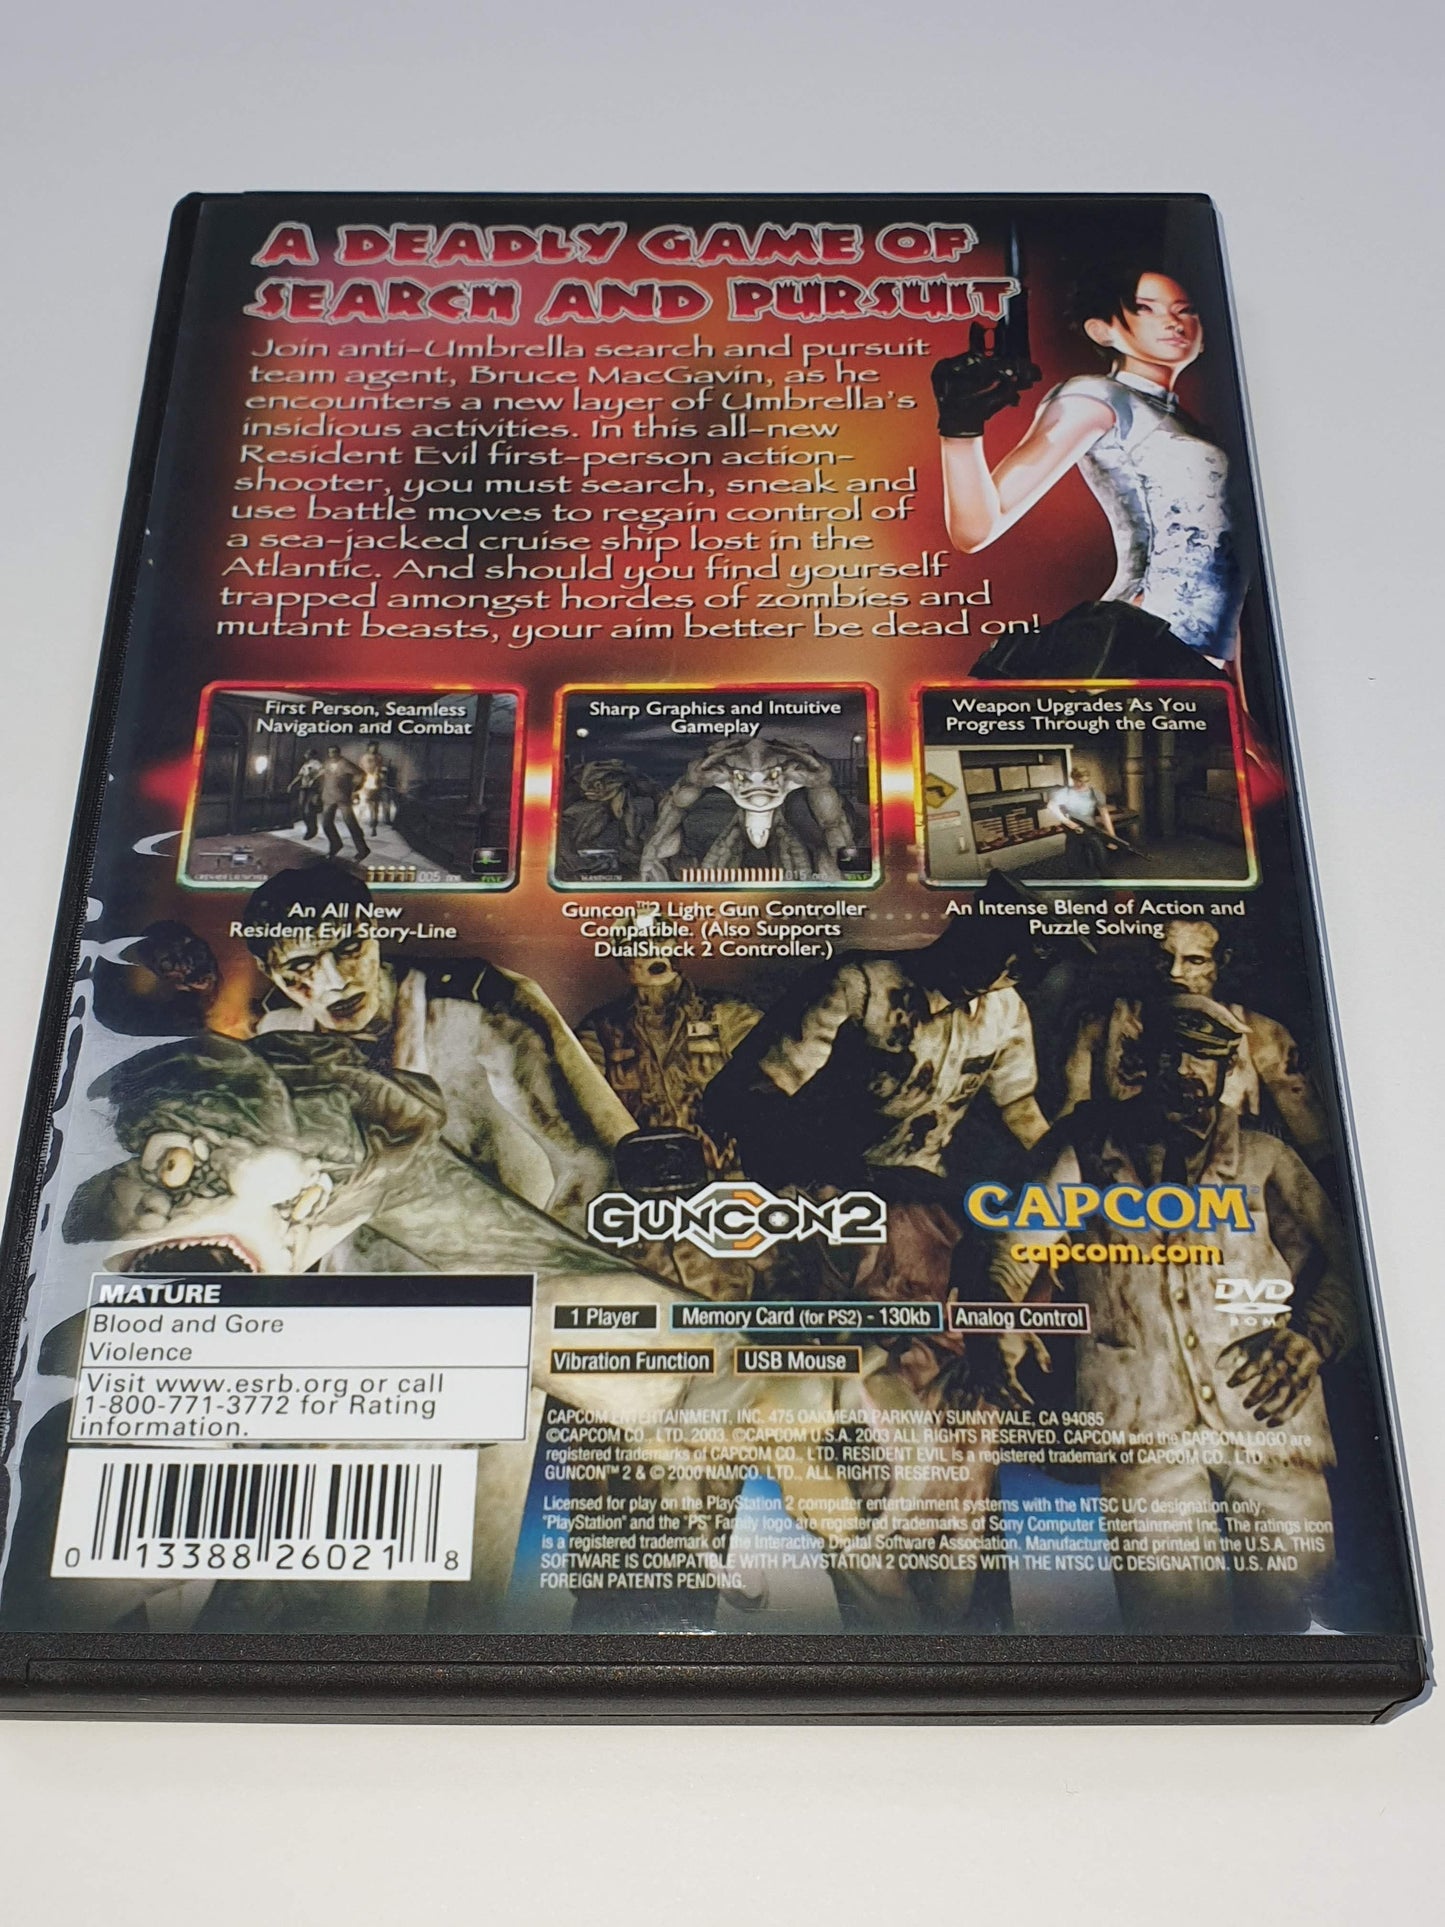 A DEADLY GAME OF
SEARCH AND PURSUIT
Join anti-Umbrella search and pursuit
team agent, Bruce MacGavin, as he
encounters a new layer of Umbrella's
insidious activities. In this all-new
Resident Evil first-person action-
shooter, you must search, sneak and
use battle moves to regain control of
a sea-jacked cruise ship lost in the
Atlantic. And should you find yourself
trapped amongst hordes of zombies and
mutant beasts, your aim better be dead on!
First Person, Seamless
Navigation and Combat
GRENADE LAUNCHER
005
An All New
Resident Evil Story-Line
Sharp Graphics and Intuitive
Gameplay
HANDGUN
015
Guncon™2 Light Gun Controller
Compatible. (Also Supports
DualShock 2 Controller.)
Weapon Upgrades As You
Progress Through the Game
An Intense Blend of Action and
Puzzle Solving
GUNCON2
CAPCOM
capcom.com
DVD
ROM
MATURE
Blood and Gore
Violence
Visit www.esrb.org or call
1-800-771-3772 for Rating
information.
1 Player
Memory Card (for PS2) - 130kb
Analog Control
Vibration Function
USB Mouse
CAPCOM ENTERTAINMENT, INC. 475 OAKMEAD PARKWAY SUNNYVALE, CA 94085
©CAPCOM CO., LTD. 2003. ©CAPCOM U.S.A. 2003 ALL RIGHTS RESERVED. CAPCOM and the CAPCOM LOGO are
registered trademarks of CAPCOM CO., LTD. RESIDENT EVIL is a registered trademark of CAPCOM CO., LTD.
GUNCON™ 2 & © 2000 NAMCO. LTD., ALL RIGHTS RESERVED.
Licensed for play on the PlayStation 2 computer entertainment systems with the NTSC U/C designation only.
"PlayStation" and the "PS" Family logo are registered trademarks of Sony Computer Entertainment Inc. The ratings icon
is a registered trademark of the Interactive Digital Software Association. Manufactured and printed in the U.S.A. THIS
SOFTWARE IS COMPATIBLE WITH PLAYSTATION 2 CONSOLES WITH THE NTSC U/C DESIGNATION. U.S. AND
FOREIGN PATENTS PENDING.
0 13388 26021 8